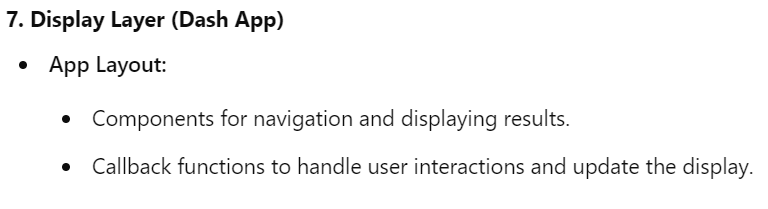 7. Display Layer (Dash App)
• App Layout:
• Components for navigation and displaying results.
• Callback functions to handle user interactions and update the display.